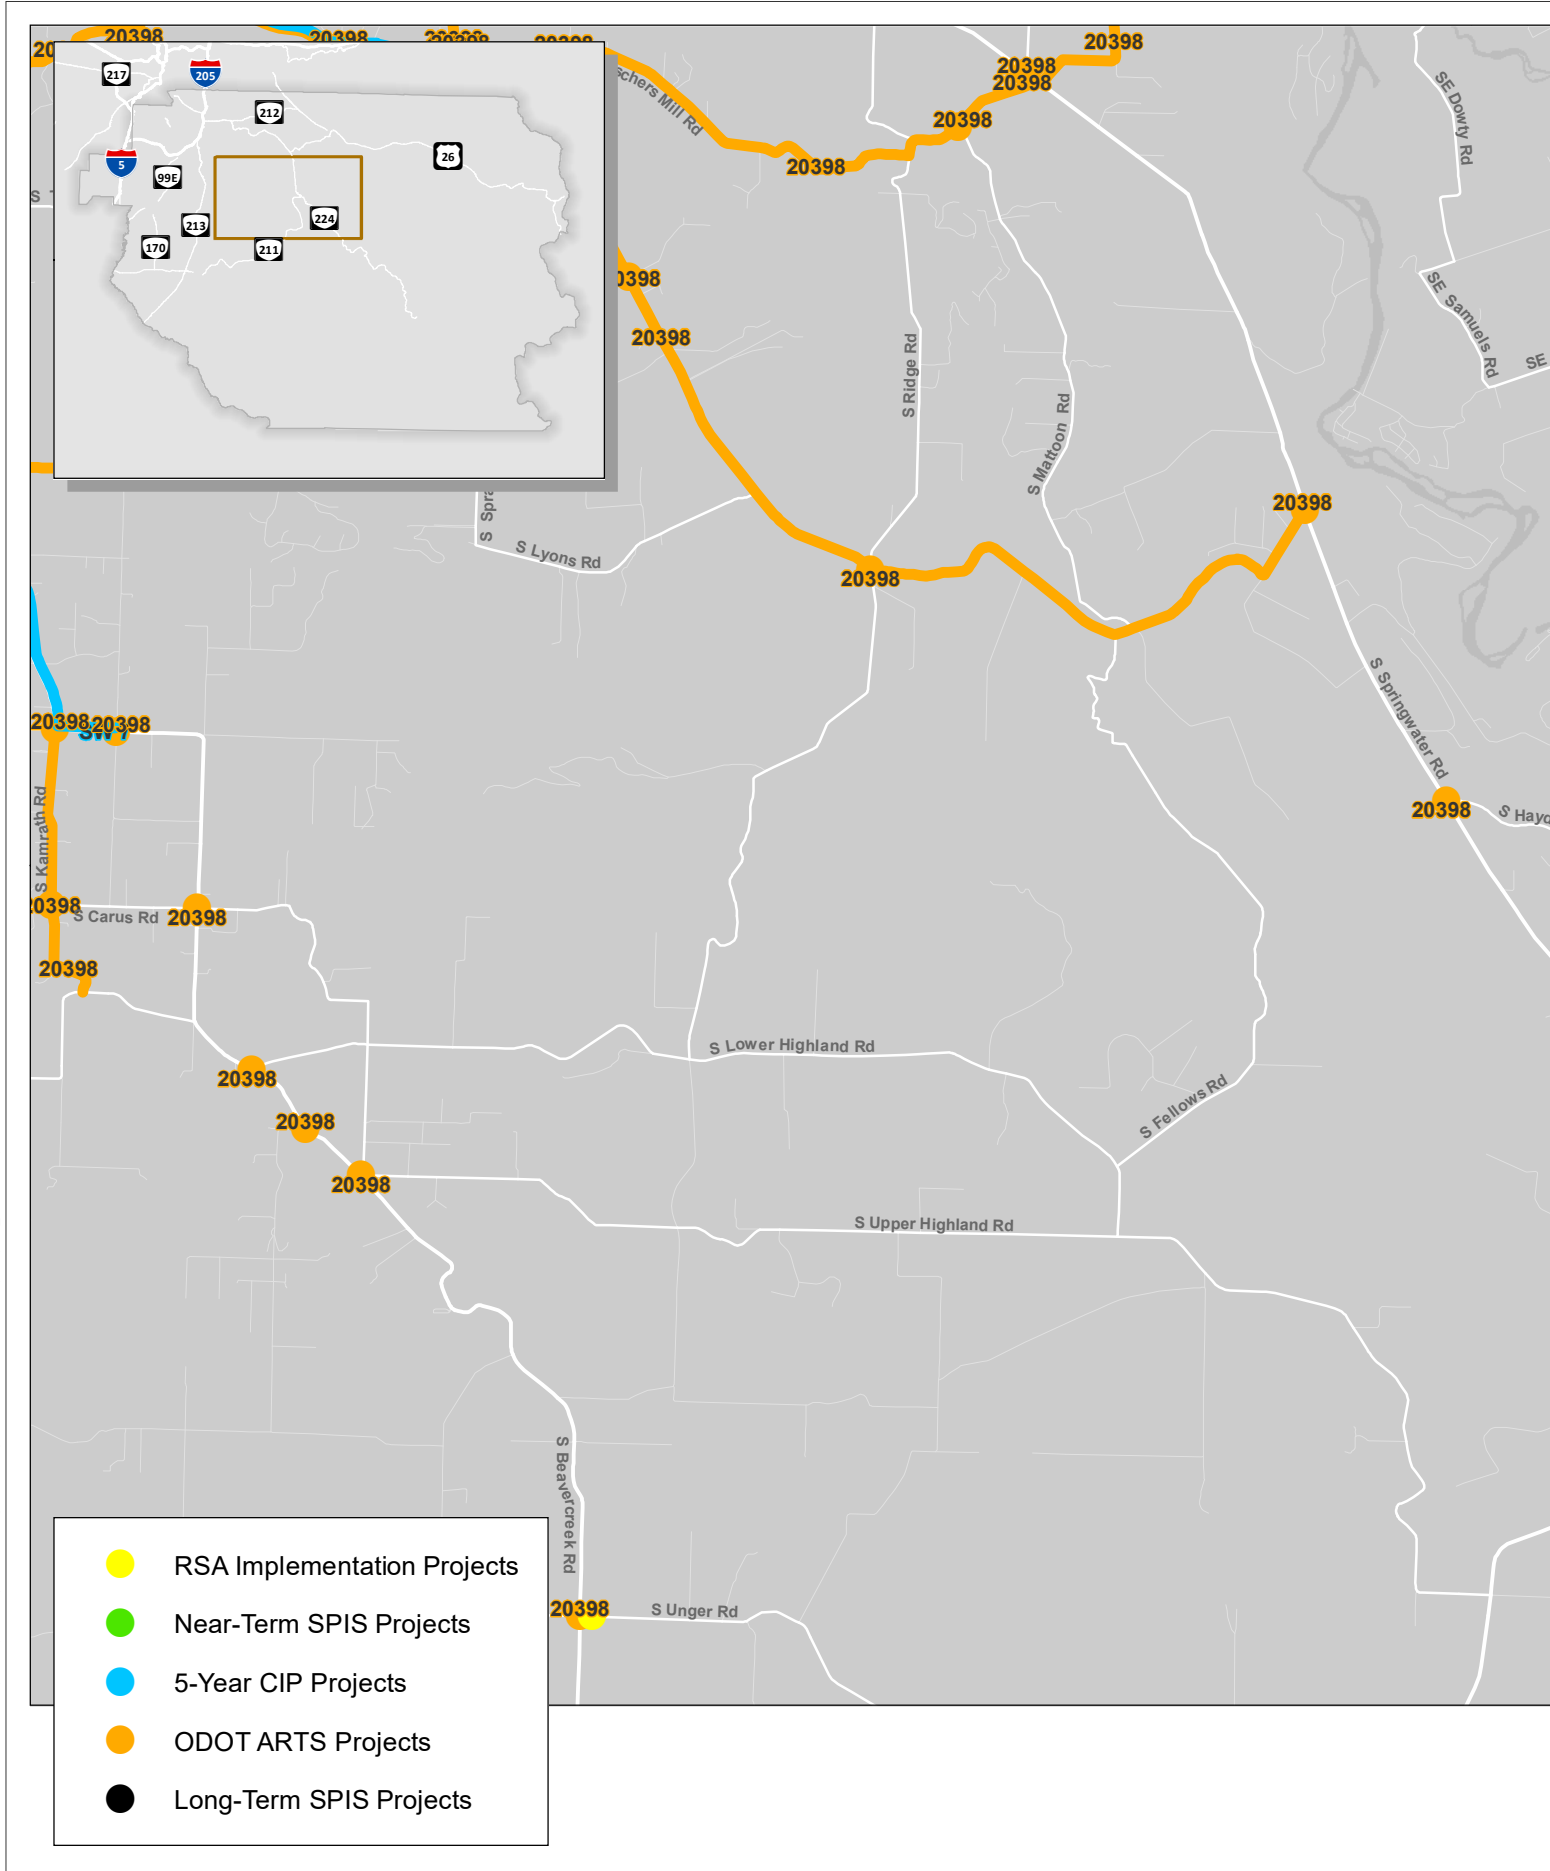 20398
20398
20398
20398
217
205
212
26
5
99E
213
224
170
211
20398
20398
20398
20398
20398
SE Dowty Rd
SE Samuels Rd
SE
S
20398
S Ridge Rd
S Mattoon Rd
S Lyons Rd
20398
20398
S Springwater Rd
20398
20398
S Kamrath Rd
20398
S Carus Rd
20398
20398
S Lower Highland Rd
20398
S Fellows Rd
20398
20398
S Upper Highland Rd
S Beavercreek Rd
20398
S Unger Rd
RSA Implementation Projects
Near-Term SPIS Projects
5-Year CIP Projects
ODOT ARTS Projects
Long-Term SPIS Projects